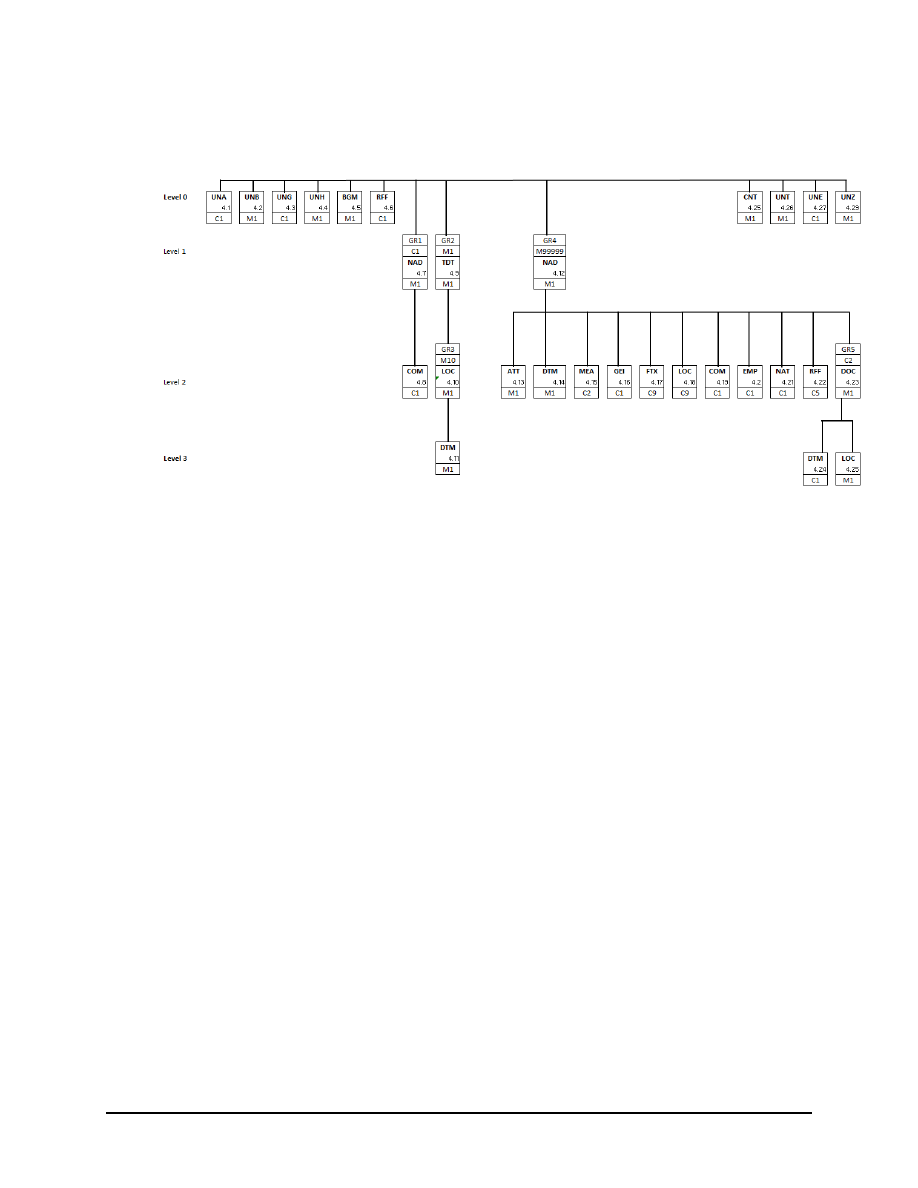 Level 0 UNA UNB UNG UNH BGM RFF CNT UNT UNE UNZ
4.1 4.2 4.3 4.4 4.5 4.6 4.25 4.26 4.27 4.29
C1 M1 C1 M1 M1 C1 M1 M1 C1 M1
GR1 GR2 GR4
Level 1 C1 M1 M99999
NAD TDT NAD
4.7 4.9 4.12
M1 M1 M1
GR3 GR5
M10 C2
COM LOC ATT DTM MEA GEI FTX LOC COM EMP NAT RFF DOC
Level 2 4.8 4.10 4.13 4.14 4.15 4.16 4.17 4.18 4.19 4.2 4.21 4.22 4.23
C1 M1 M1 M1 C2 C1 C9 C9 C1 C1 C1 C5 M1
DTM
Level 3 4.11 DTM LOC
M1 4.24 4.25
C1 M1